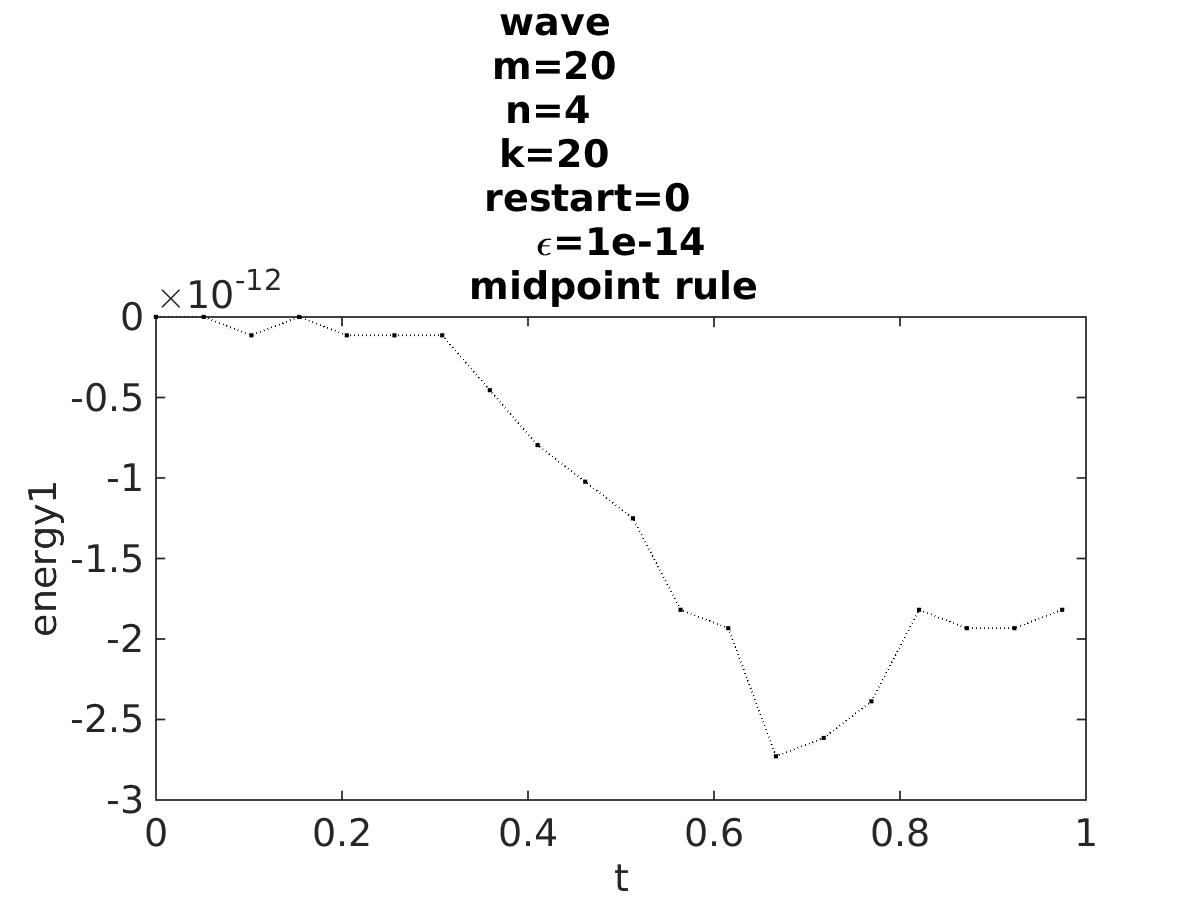 wave
m=20
n=4
k=20
restart=0
ϵ=1e-14
midpoint rule
×10^-12
0
-0.5
-1
-1.5
-2
-2.5
-3
energy1
0 0.2 0.4 0.6 0.8 1
t